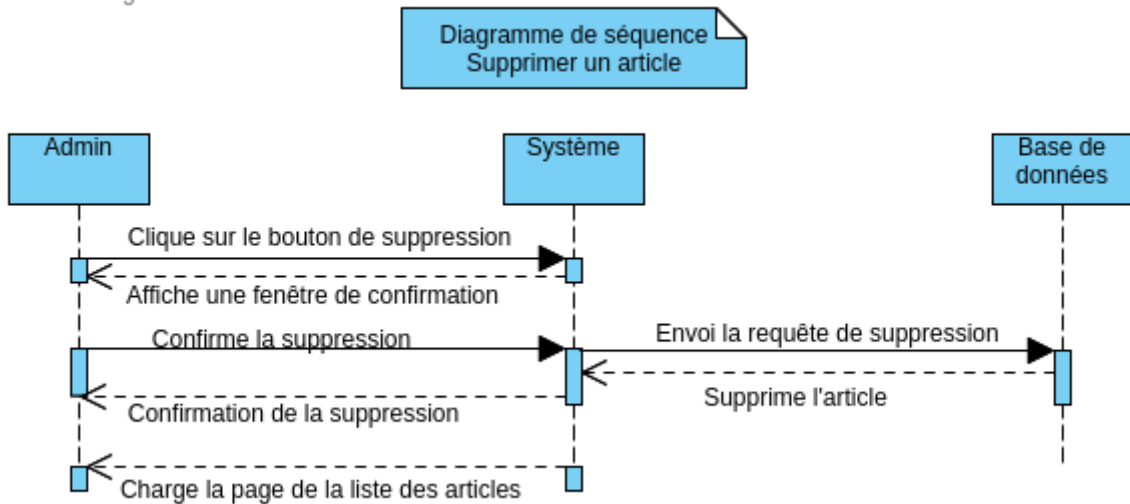 Diagramme de séquence
Supprimer un article
Admin
Système
Base de
données
Clique sur le bouton de suppression
Affiche une fenêtre de confirmation
Confirme la suppression
Envoi la requête de suppression
Supprime l'article
Confirmation de la suppression
Charge la page de la liste des articles